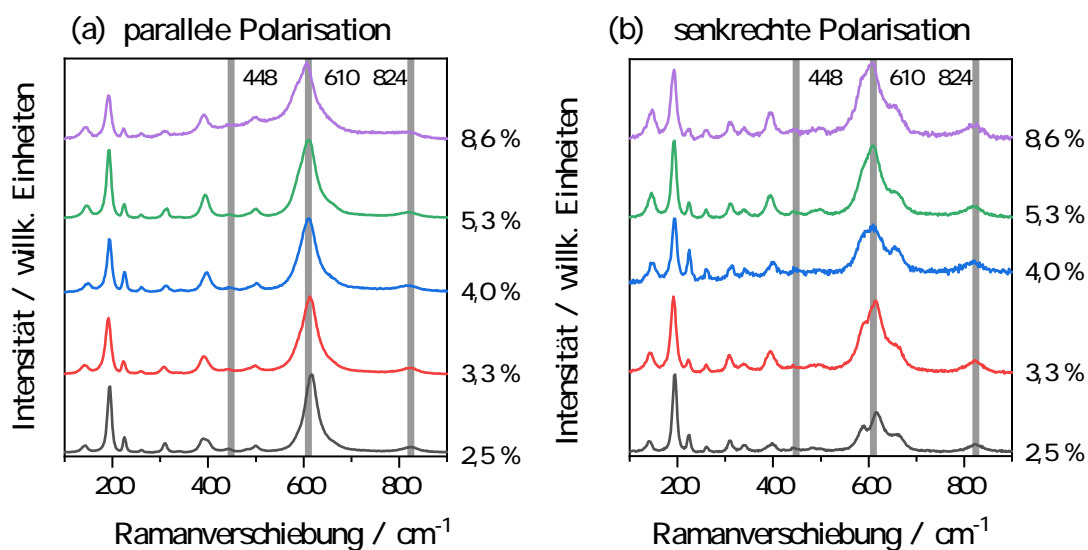 (a) parallele Polarisation
448 610 824
8,6 %
5,3 %
4,0 %
3,3 %
2,5 %
200 400 600 800
Ramanverschiebung / cm⁻¹
Intensität / willk. Einheiten
(b) senkrechte Polarisation
448 610 824
8,6 %
5,3 %
4,0 %
3,3 %
2,5 %
200 400 600 800
Ramanverschiebung / cm⁻¹
Intensität / willk. Einheiten